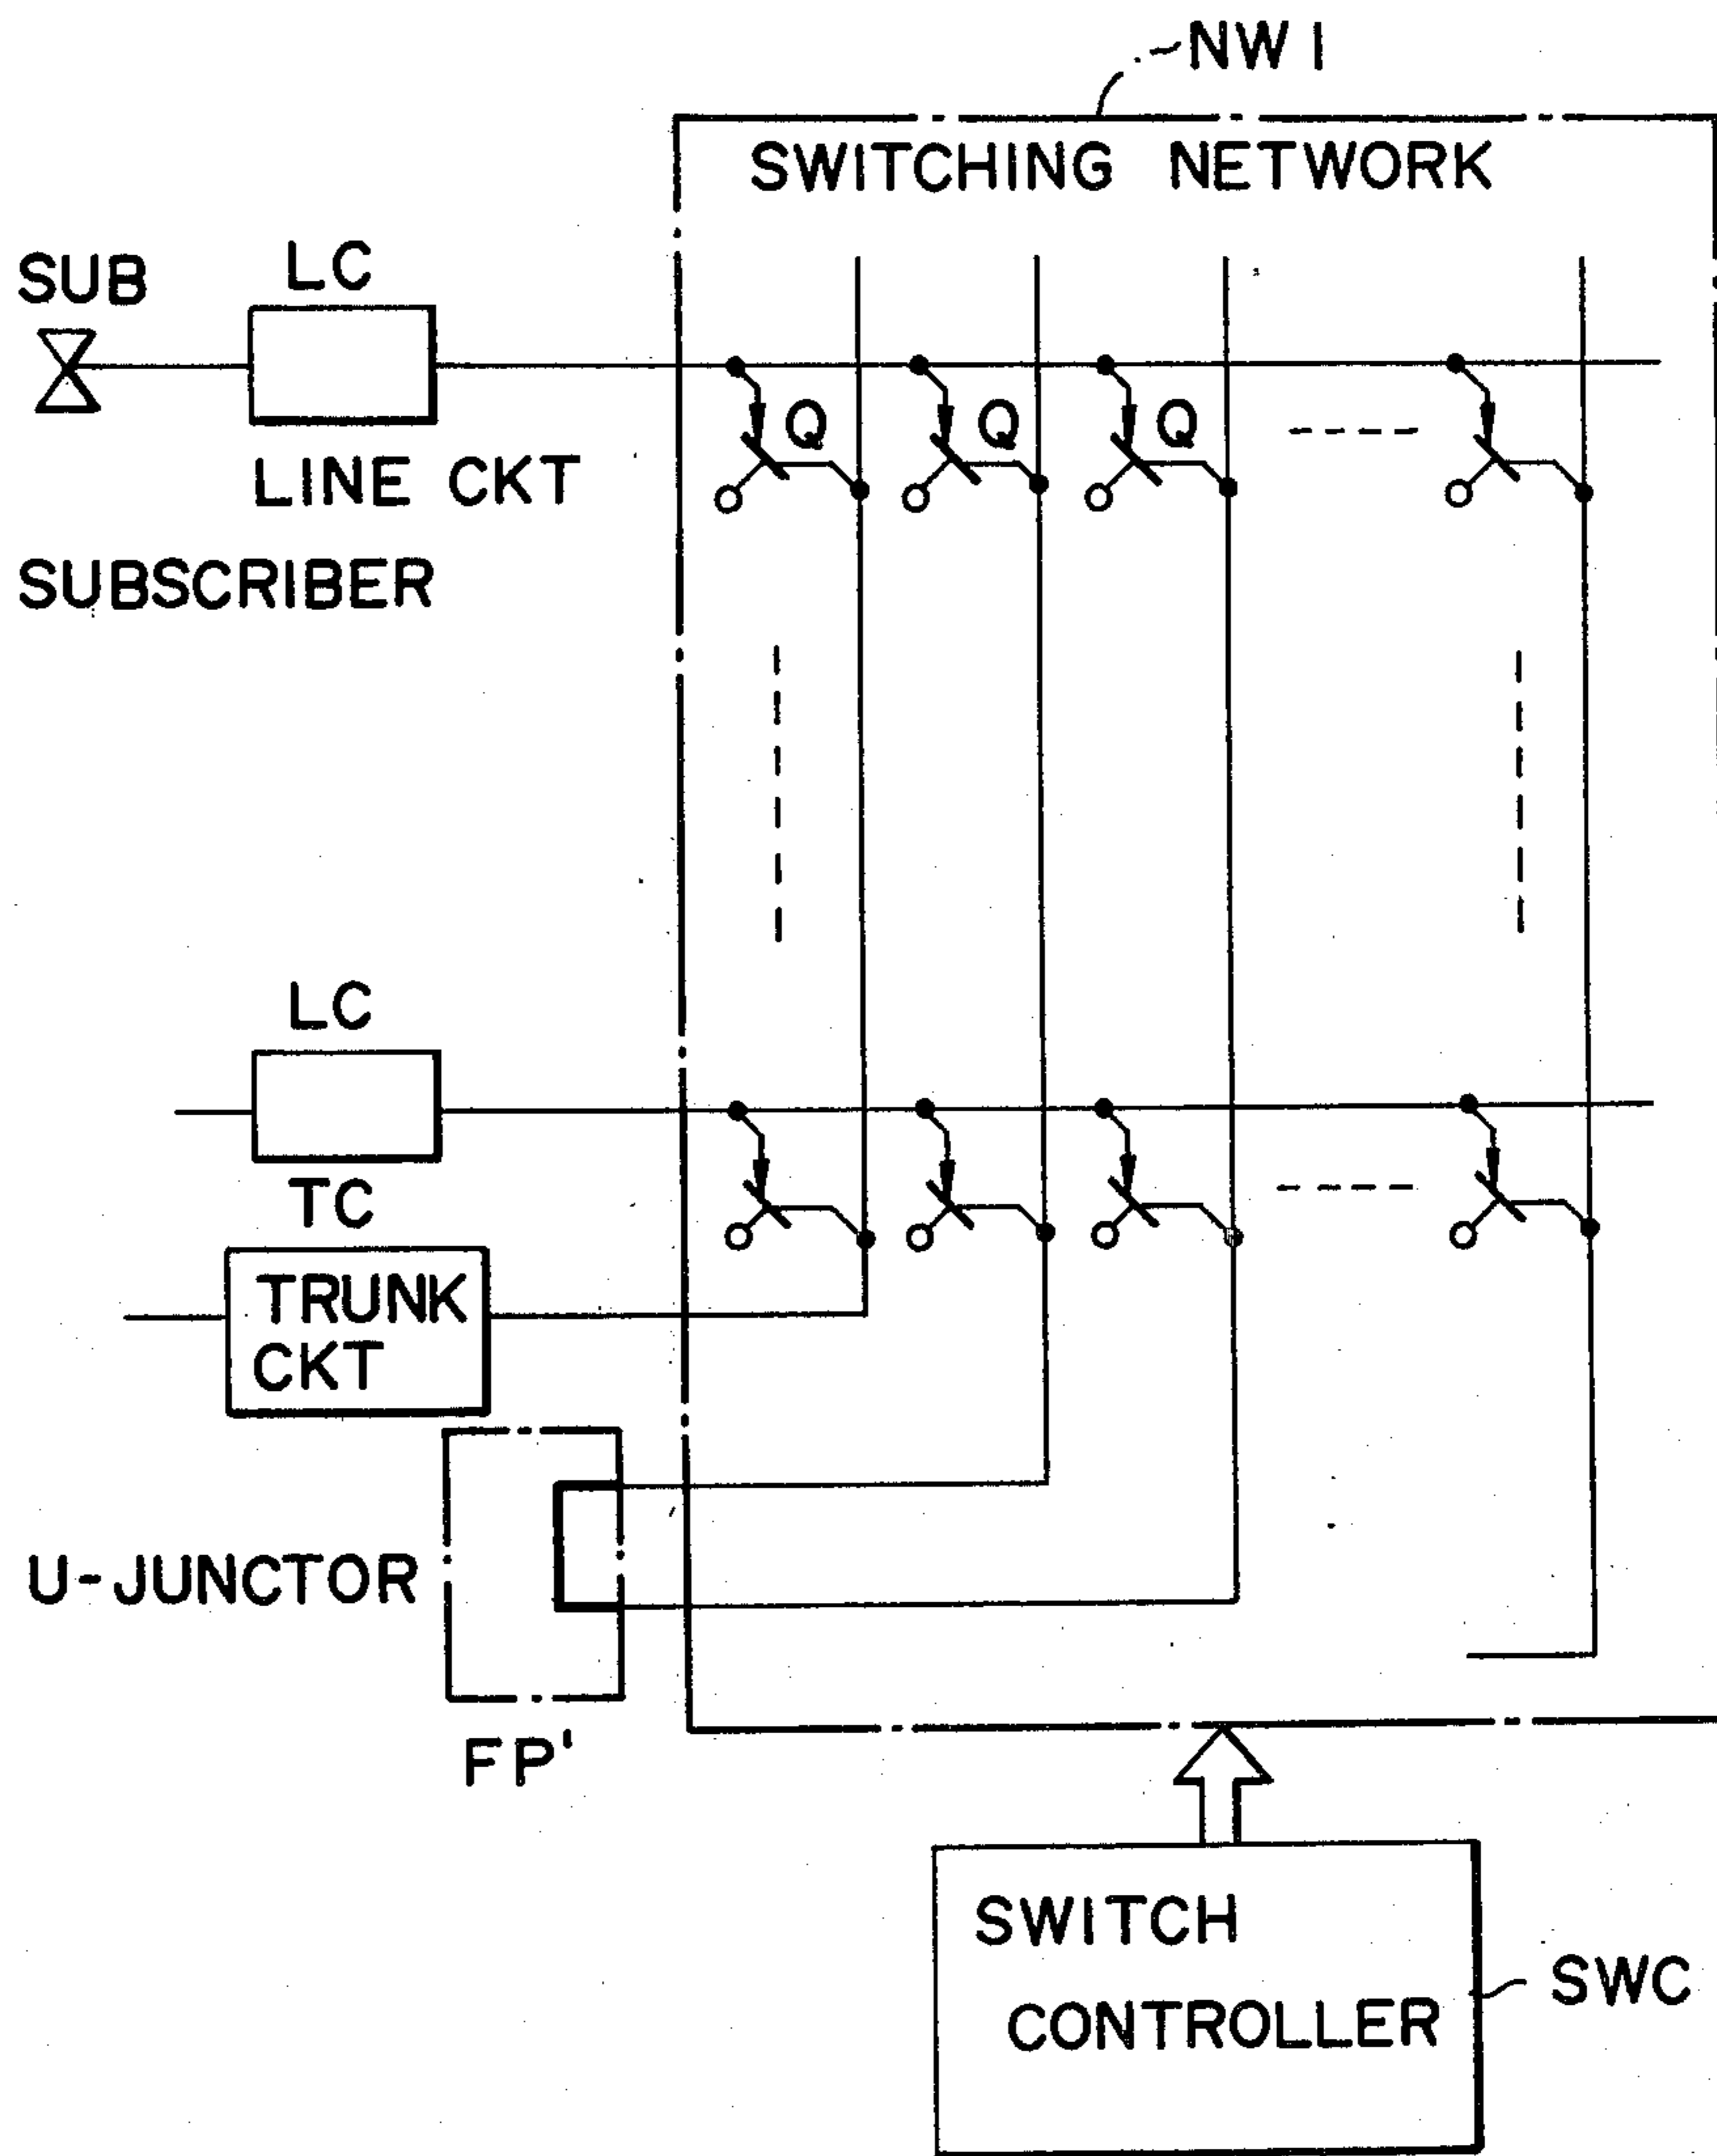 NW1
SWITCHING NETWORK
SUB
LC
Q Q Q
LINE CKT
SUBSCRIBER
LC
TC
TRUNK
CKT
U-JUNCTOR
FP'
SWITCH
CONTROLLER
SWC